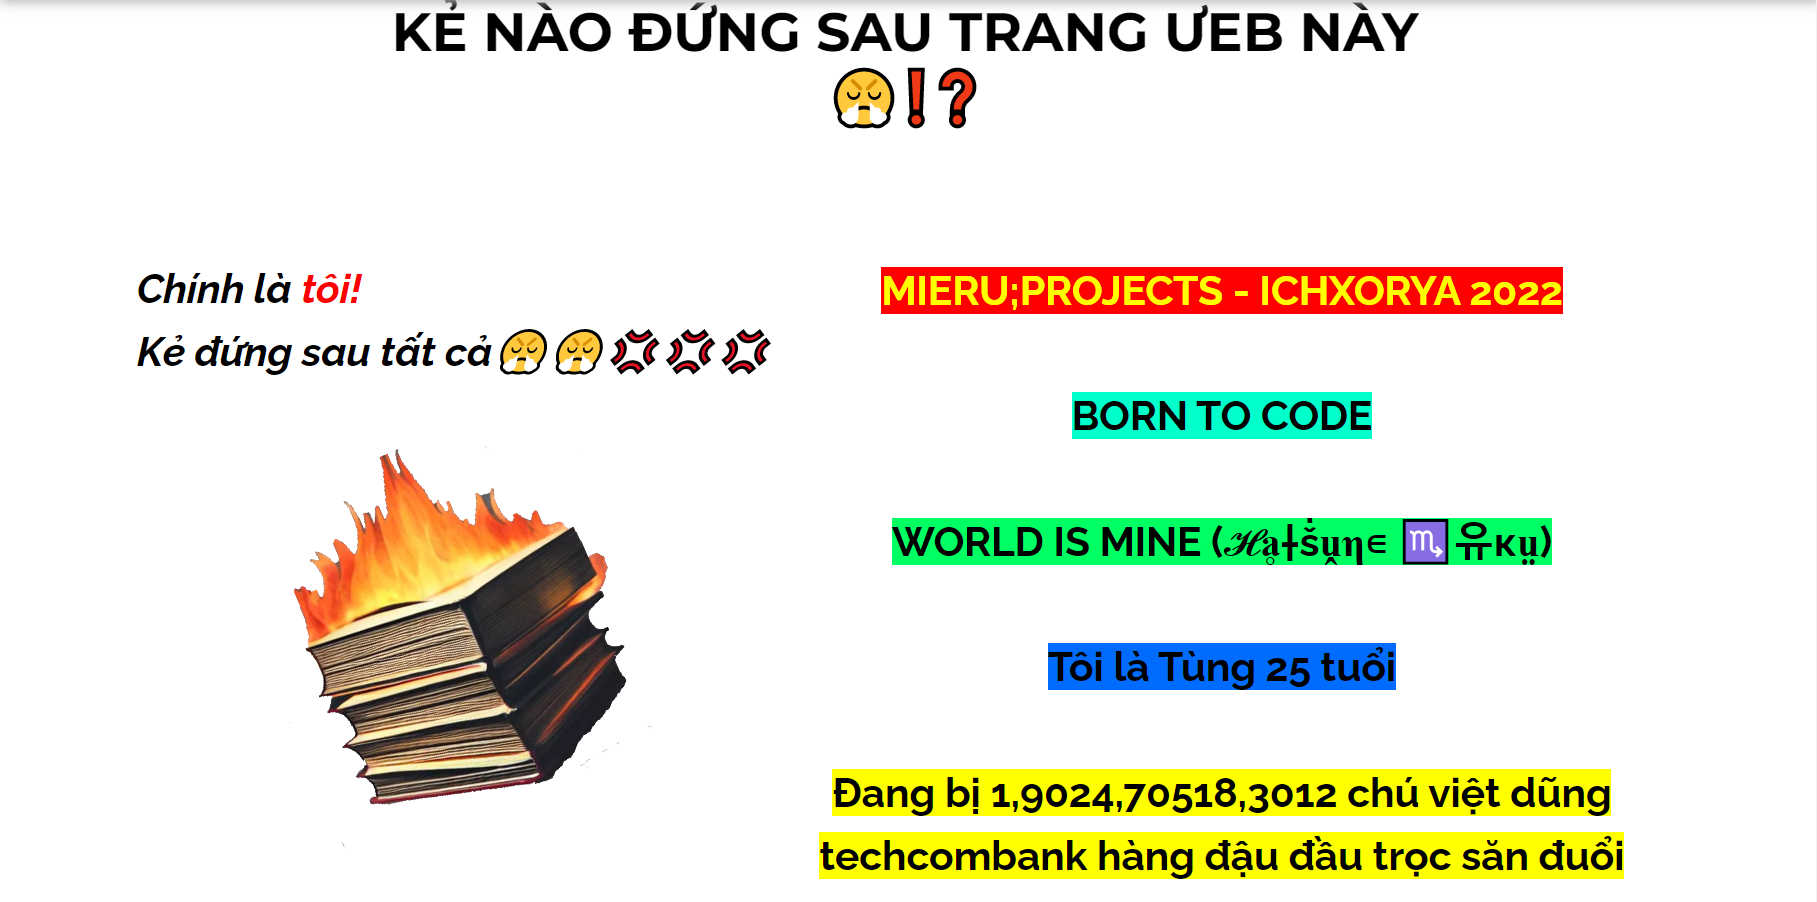 KẺ NÀO ĐỨNG SAU TRANG ƯEB NÀY
😤❗❓
Chính là tôi!
Kẻ đứng sau tất cả😤😤💢💢💢
MIERU;PROJECTS - ICHXORYA 2022
BORN TO CODE
WORLD IS MINE (ℋḁƚṧṷɳ∊ ♏유кṳ)
Tôi là Tùng 25 tuổi
Đang bị 1,9024,70518,3012 chú việt dũng
techcombank hàng đậu đầu trọc săn đuổi